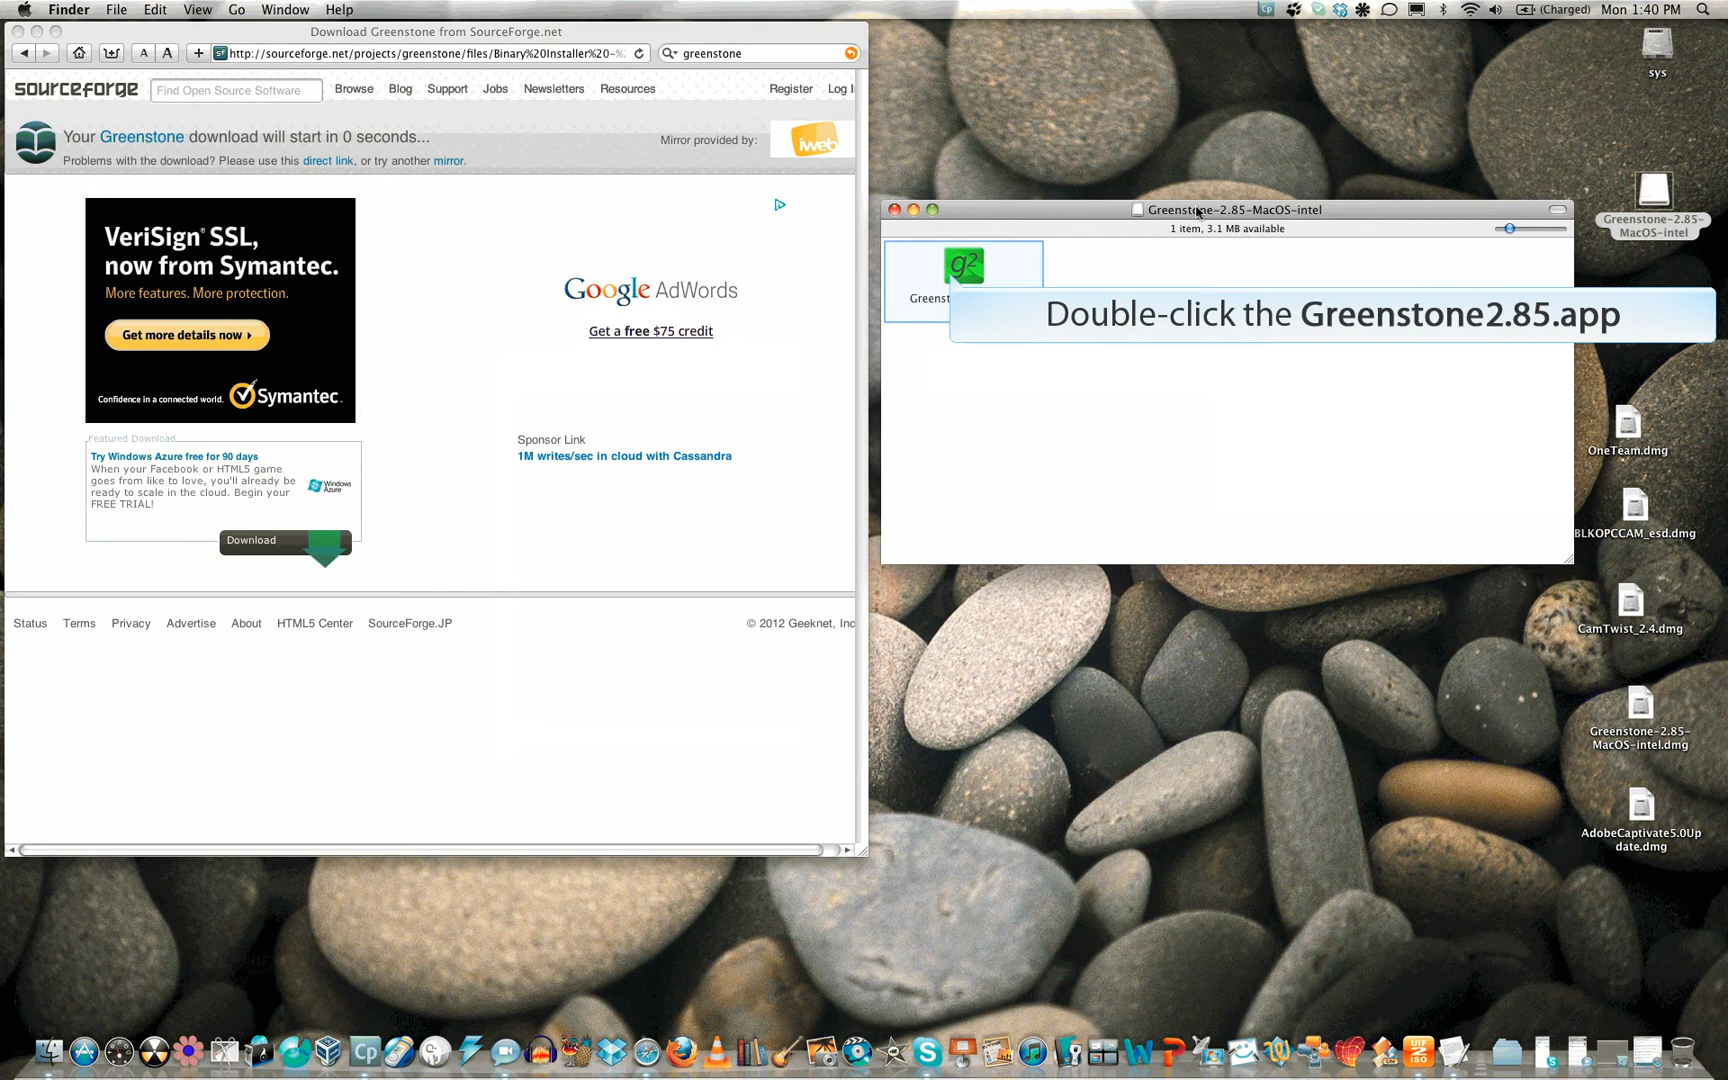 Finder File Edit View Go Window Help
(Charged) Mon 1:40 PM
Download Greenstone from SourceForge.net
A A + http://sourceforge.net/projects/greenstone/files/Binary%20Installer%20-% greenstone
sourceforge Find Open Source Software Browse Blog Support Jobs Newsletters Resources Register Log I
Your Greenstone download will start in 0 seconds...
Problems with the download? Please use this direct link, or try another mirror.
Mirror provided by: iweb
VeriSign® SSL,
now from Symantec.
More features. More protection.
Get more details now
Confidence in a connected world. Symantec.
Google AdWords
Get a free $75 credit
Featured Download
Try Windows Azure free for 90 days
When your Facebook or HTML5 game
goes from like to love, you'll already be
ready to scale in the cloud. Begin your
FREE TRIAL!
Windows Azure
Download
Sponsor Link
1M writes/sec in cloud with Cassandra
Status Terms Privacy Advertise About HTML5 Center SourceForge.JP © 2012 Geeknet, Inc
Greenstone-2.85-MacOS-intel
1 item, 3.1 MB available
g2
Greenst
Double-click the Greenstone2.85.app
sys
Greenstone-2.85-
MacOS-intel
OneTeam.dmg
BLKOPCCAM_esd.dmg
CamTwist_2.4.dmg
Greenstone-2.85-
MacOS-intel.dmg
AdobeCaptivate5.0Up
date.dmg